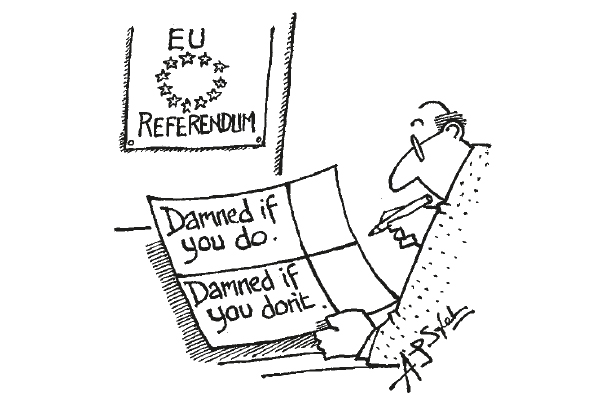 EU
REFERENDUM
Damned if
you do.
Damned if
you don't.